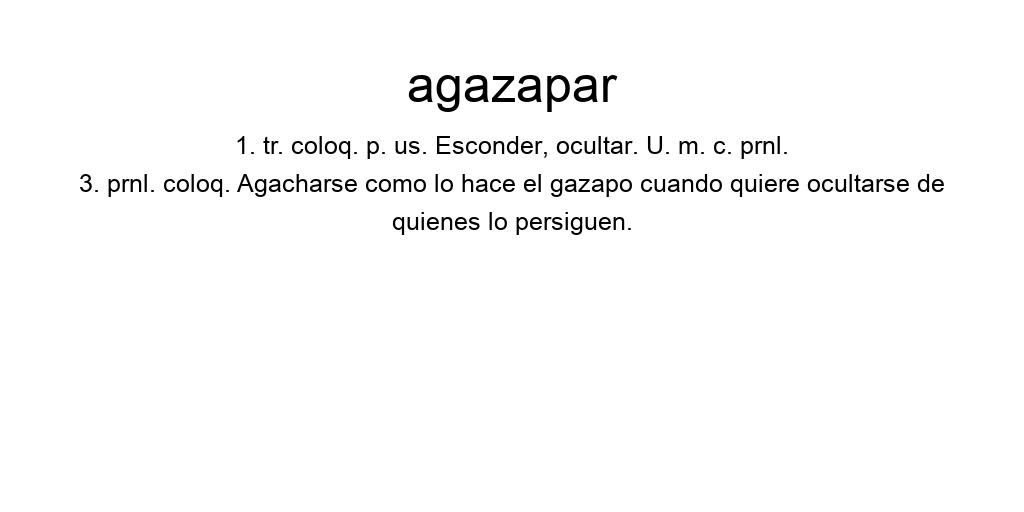 agazapar
1. tr. coloq. p. us. Esconder, ocultar. U. m. c. prnl.
3. prnl. coloq. Agacharse como lo hace el gazapo cuando quiere ocultarse de
quienes lo persiguen.